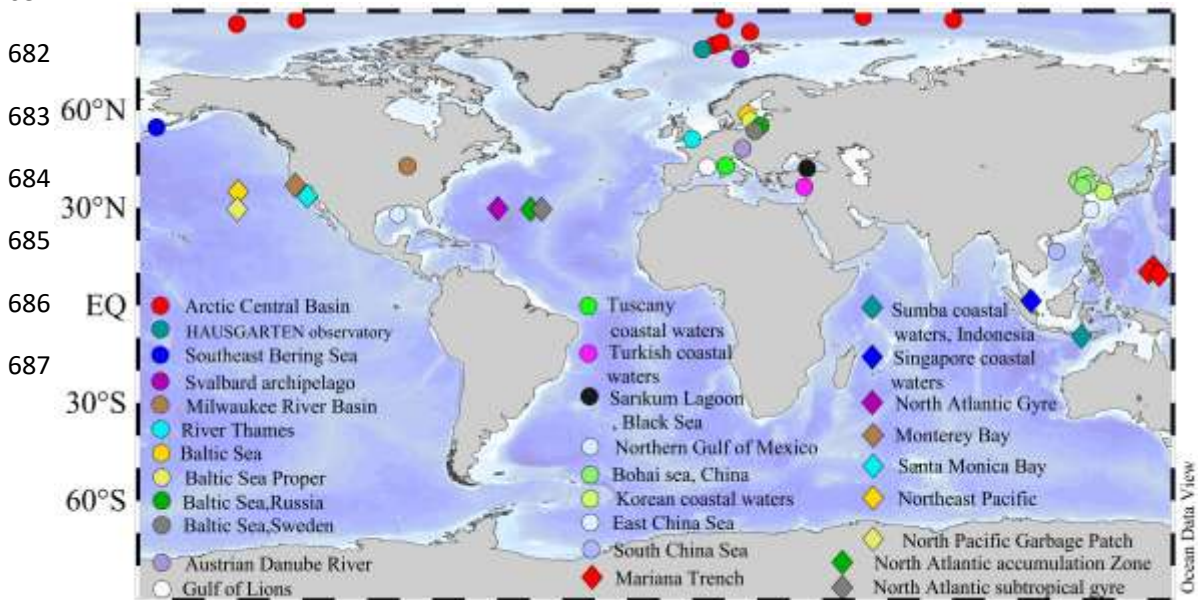 682
683
684
685
686
687
60°N
30°N
EQ
30°S
60°S
Arctic Central Basin
HAUSGARTEN observatory
Southeast Bering Sea
Svalbard archipelago
Milwaukee River Basin
River Thames
Baltic Sea
Baltic Sea Proper
Baltic Sea,Russia
Baltic Sea,Sweden
Austrian Danube River
Gulf of Lions
Tuscany
coastal waters
Turkish coastal
waters
Sarıkum Lagoon
, Black Sea
Northern Gulf of Mexico
Bohai sea, China
Korean coastal waters
East China Sea
South China Sea
Mariana Trench
Sumba coastal
waters, Indonesia
Singapore coastal
waters
North Atlantic Gyre
Monterey Bay
Santa Monica Bay
Northeast Pacific
North Pacific Garbage Patch
North Atlantic accumulation Zone
North Atlantic subtropical gyre
Ocean Data View